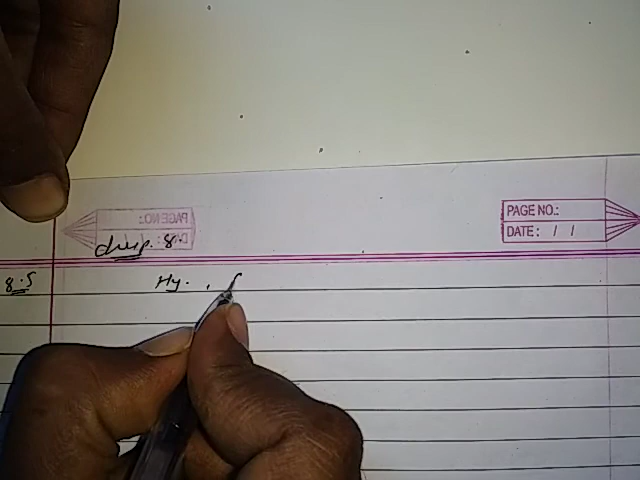 PAGE NO.:
DATE: / /
chap. 8.
8.5 Hy. ,